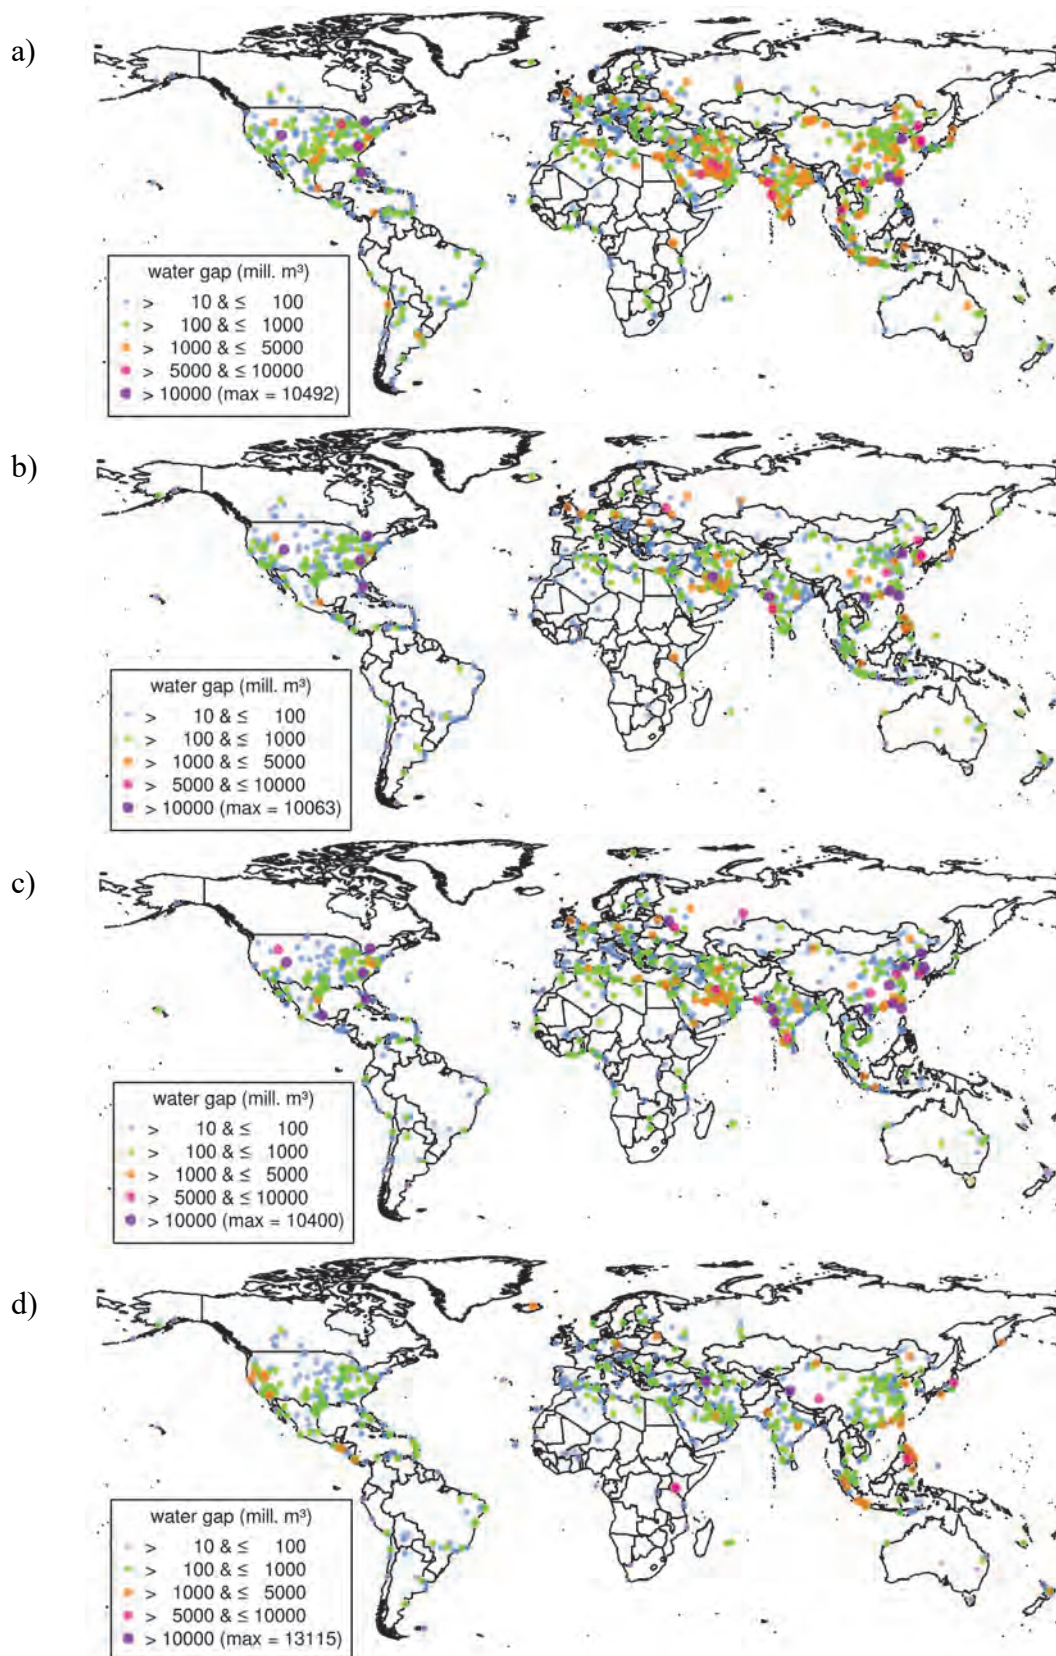 a)
water gap (mill. m³)
> 10 & ≤ 100
> 100 & ≤ 1000
> 1000 & ≤ 5000
> 5000 & ≤ 10000
> 10000 (max = 10492)
b)
water gap (mill. m³)
> 10 & ≤ 100
> 100 & ≤ 1000
> 1000 & ≤ 5000
> 5000 & ≤ 10000
> 10000 (max = 10063)
c)
water gap (mill. m³)
> 10 & ≤ 100
> 100 & ≤ 1000
> 1000 & ≤ 5000
> 5000 & ≤ 10000
> 10000 (max = 10400)
d)
water gap (mill. m³)
> 10 & ≤ 100
> 100 & ≤ 1000
> 1000 & ≤ 5000
> 5000 & ≤ 10000
> 10000 (max = 13115)